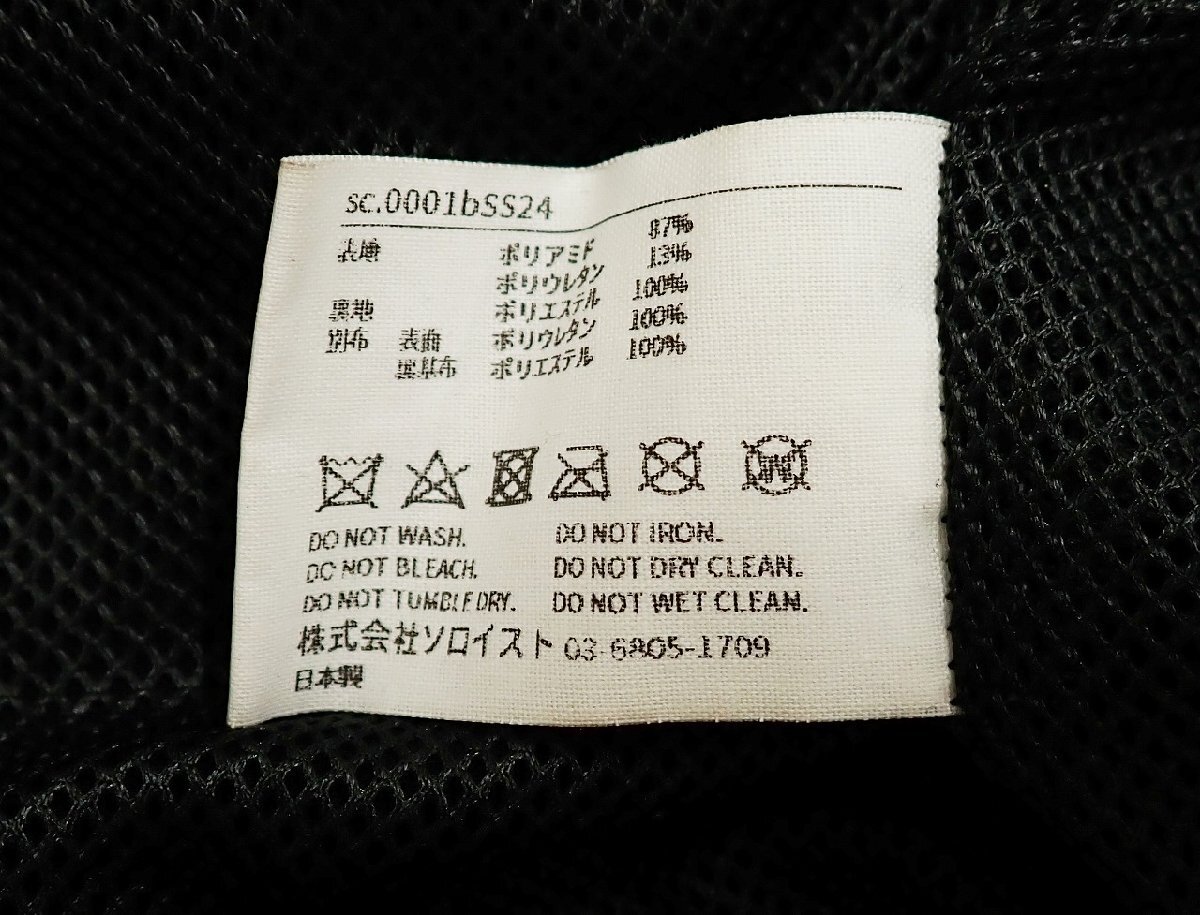 sc.0001bSS24
表地 ポリアミド 87%
ポリウレタン 13%
裏地 ポリエステル 100%
別布 表面 ポリウレタン 100%
裏基布 ポリエステル 100%
W
DO NOT WASH. DO NOT IRON.
DO NOT BLEACH. DO NOT DRY CLEAN.
DO NOT TUMBLE DRY. DO NOT WET CLEAN.
株式会社ソロイスト 03-6805-1709
日本製